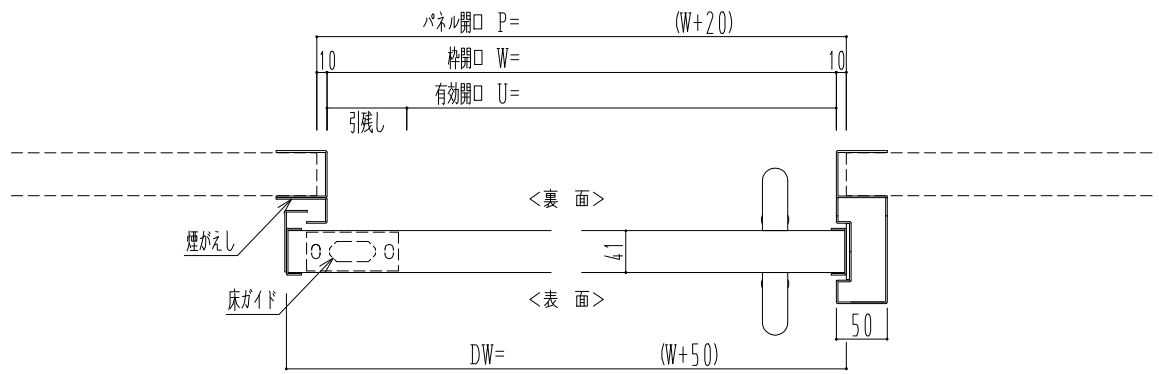 パネル開口 P= (W+20)
10 枠開口 W= 10
有効開口 U=
引残し
<裏 面>
煙がえし
41
床ガイド
<表 面>
50
DW= (W+50)